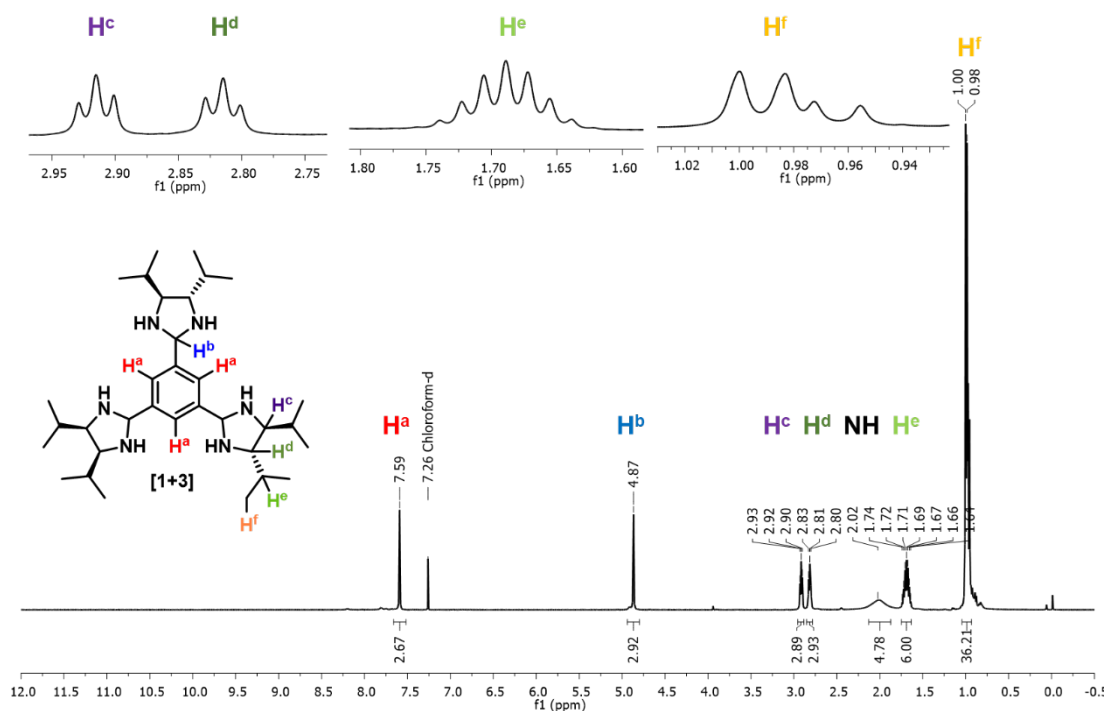 Hc Hd He Hf
2.95 2.90 2.85 2.80 2.75
f1 (ppm)
1.80 1.75 1.70 1.65 1.60
f1 (ppm)
1.02 1.00 0.98 0.96 0.94
f1 (ppm)
Hf
1.00
0.98
HN NH
Hb
Ha Ha
H N
H N
Hc
N H
NH
Ha
N H
Hd
[1+3]
He
Hf
Ha Hb Hc Hd NH He
7.59
7.26 Chloroform-d
4.87
2.93
2.92
2.90
2.83
2.81
2.80
2.02
1.74
1.72
1.71
1.69
1.67
1.66
1.64
2.67
2.92
2.89
2.93
4.78
6.00
36.21
12.0 11.5 11.0 10.5 10.0 9.5 9.0 8.5 8.0 7.5 7.0 6.5 6.0 5.5 5.0 4.5 4.0 3.5 3.0 2.5 2.0 1.5 1.0 0.5 0.0 -0.5
f1 (ppm)